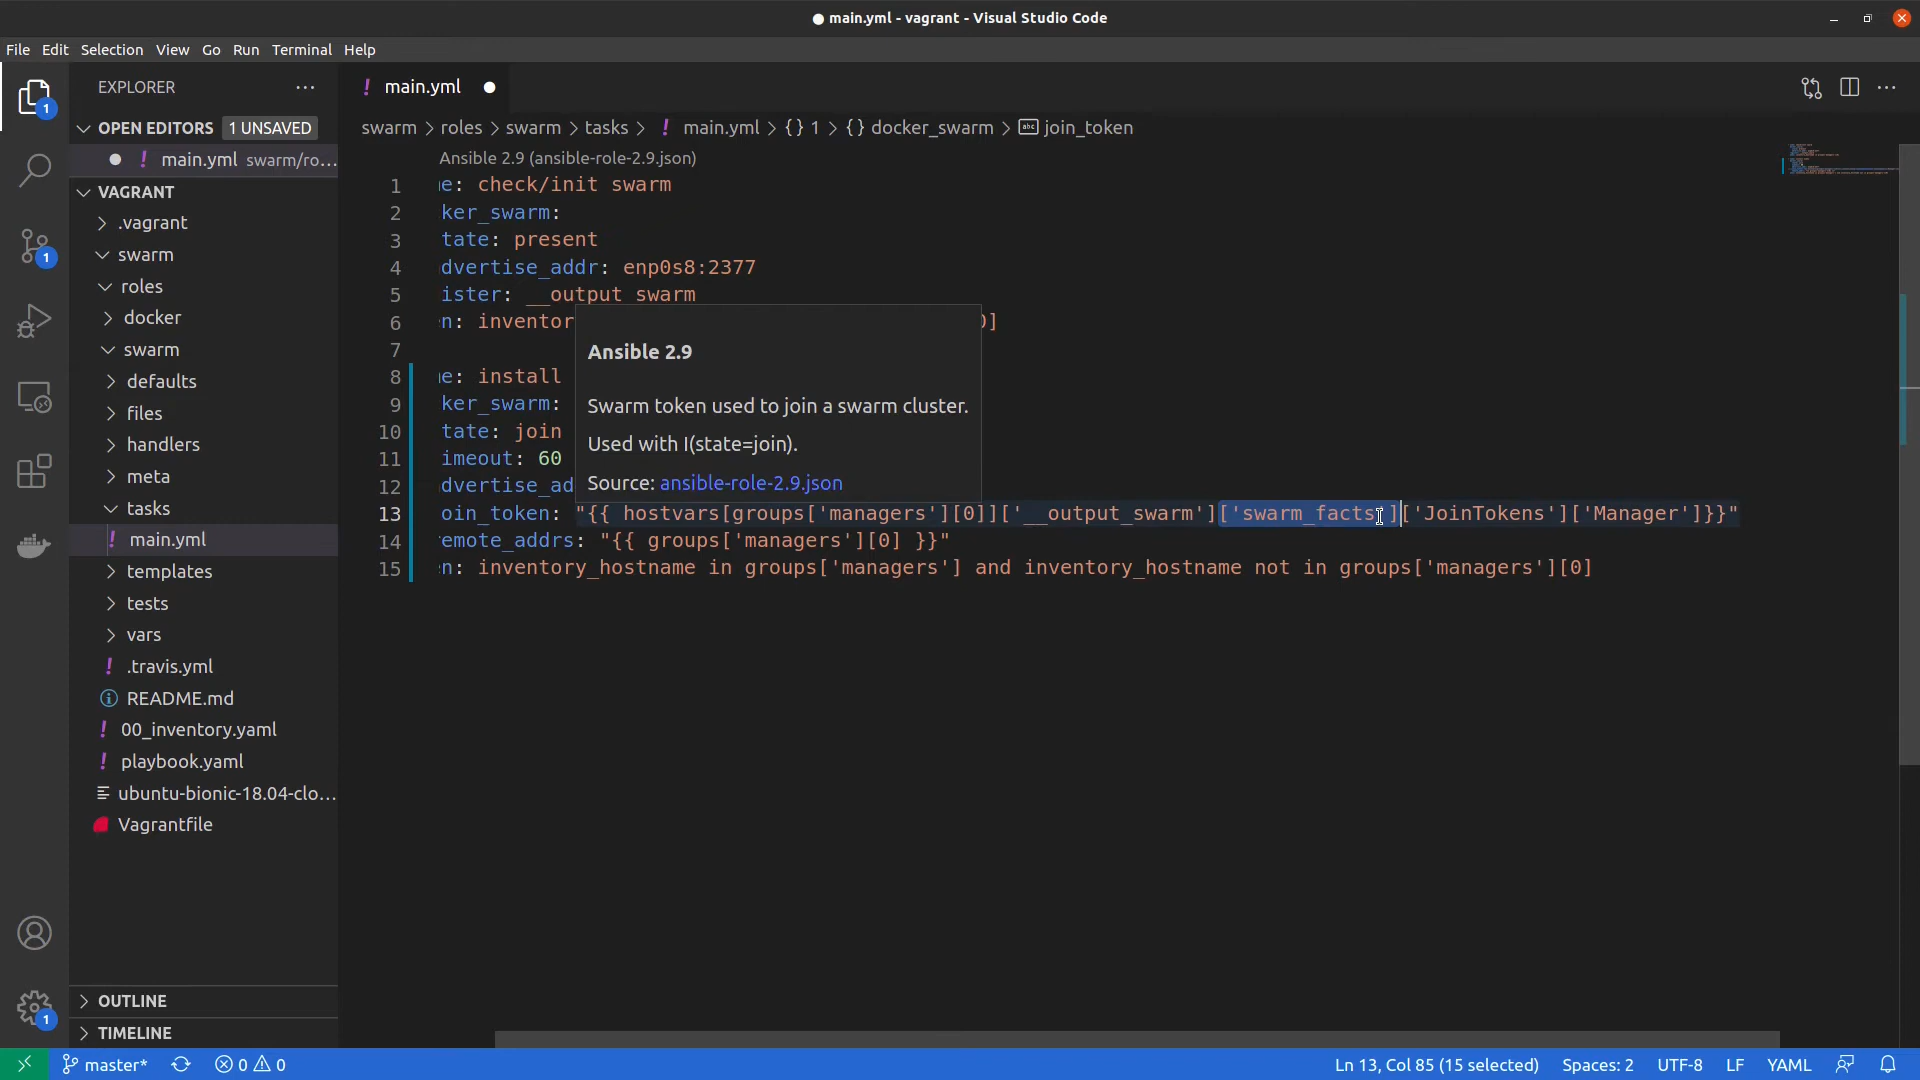 main.yml - vagrant - Visual Studio Code
File Edit Selection View Go Run Terminal Help
EXPLORER
OPEN EDITORS 1 UNSAVED
main.yml swarm/ro...
VAGRANT
.vagrant
swarm
roles
docker
swarm
defaults
files
handlers
meta
tasks
main.yml
templates
tests
vars
.travis.yml
README.md
00_inventory.yaml
playbook.yaml
ubuntu-bionic-18.04-clo...
Vagrantfile
OUTLINE
TIMELINE
main.yml
swarm > roles > swarm > tasks > ! main.yml > {} 1 > {} docker_swarm > join_token
Ansible 2.9 (ansible-role-2.9.json)
1 e: check/init swarm
2 ker_swarm:
3 tate: present
4 dvertise_addr: enp0s8:2377
5 ister: __output swarm
6 n: inventor 0]
7
8 e: install
9 ker_swarm:
10 tate: join
11 imeout: 60
12 dvertise_ad
13 oin_token: "{{ hostvars[groups['managers'][0]]['__output_swarm']['swarm_facts']['JoinTokens']['Manager']}}"
14 emote_addrs: "{{ groups['managers'][0] }}"
15 n: inventory_hostname in groups['managers'] and inventory_hostname not in groups['managers'][0]
Ansible 2.9
Swarm token used to join a swarm cluster.
Used with I(state=join).
Source: ansible-role-2.9.json
1
1
1
master* 0 0
Ln 13, Col 85 (15 selected) Spaces: 2 UTF-8 LF YAML